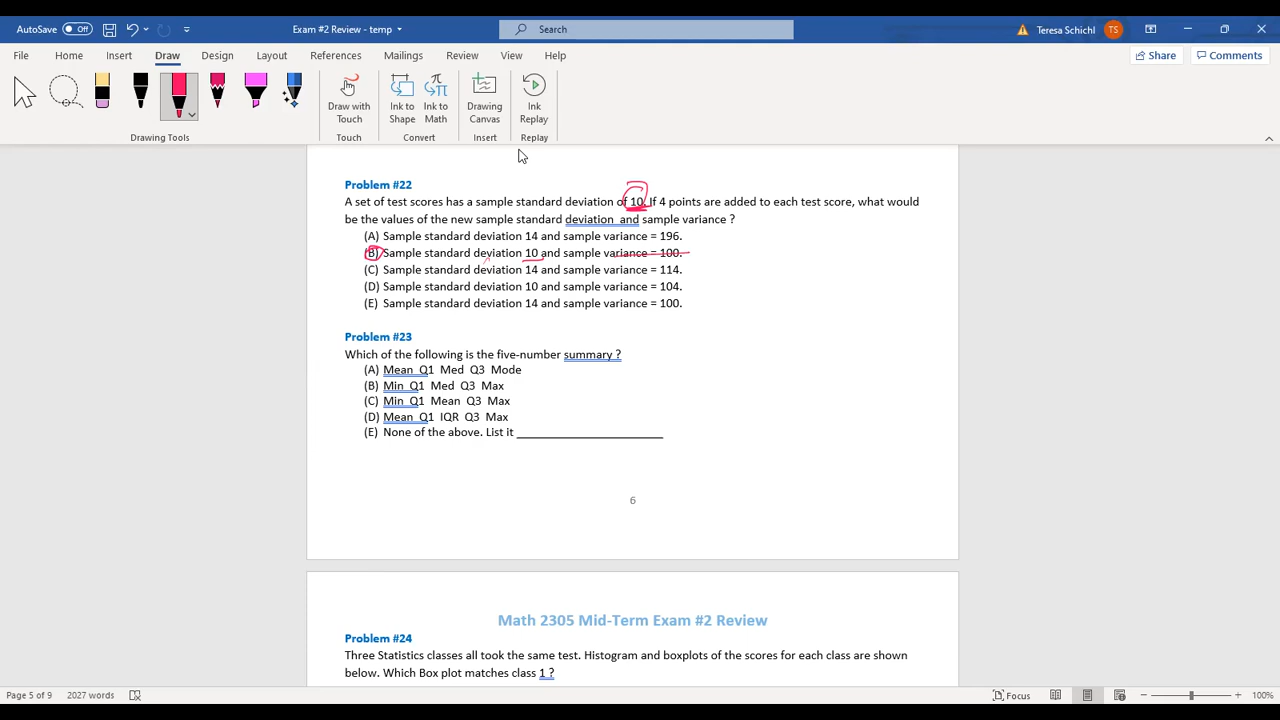 AutoSave Off Exam #2 Review - temp Search Teresa Schichl TS
File Home Insert Draw Design Layout References Mailings Review View Help Share Comments
Draw with Touch
Ink to Shape
Ink to Math
Drawing Canvas
Ink Replay
Drawing Tools Touch Convert Insert Replay
Problem #22
A set of test scores has a sample standard deviation of 10. If 4 points are added to each test score, what would
be the values of the new sample standard deviation and sample variance ?
(A) Sample standard deviation 14 and sample variance = 196.
(B) Sample standard deviation 10 and sample variance = 100.
(C) Sample standard deviation 14 and sample variance = 114.
(D) Sample standard deviation 10 and sample variance = 104.
(E) Sample standard deviation 14 and sample variance = 100.
Problem #23
Which of the following is the five-number summary ?
(A) Mean Q1 Med Q3 Mode
(B) Min Q1 Med Q3 Max
(C) Min Q1 Mean Q3 Max
(D) Mean Q1 IQR Q3 Max
(E) None of the above. List it ______________________
6
Math 2305 Mid-Term Exam #2 Review
Problem #24
Three Statistics classes all took the same test. Histogram and boxplots of the scores for each class are shown
below. Which Box plot matches class 1 ?
Page 5 of 9 2027 words Focus 100%